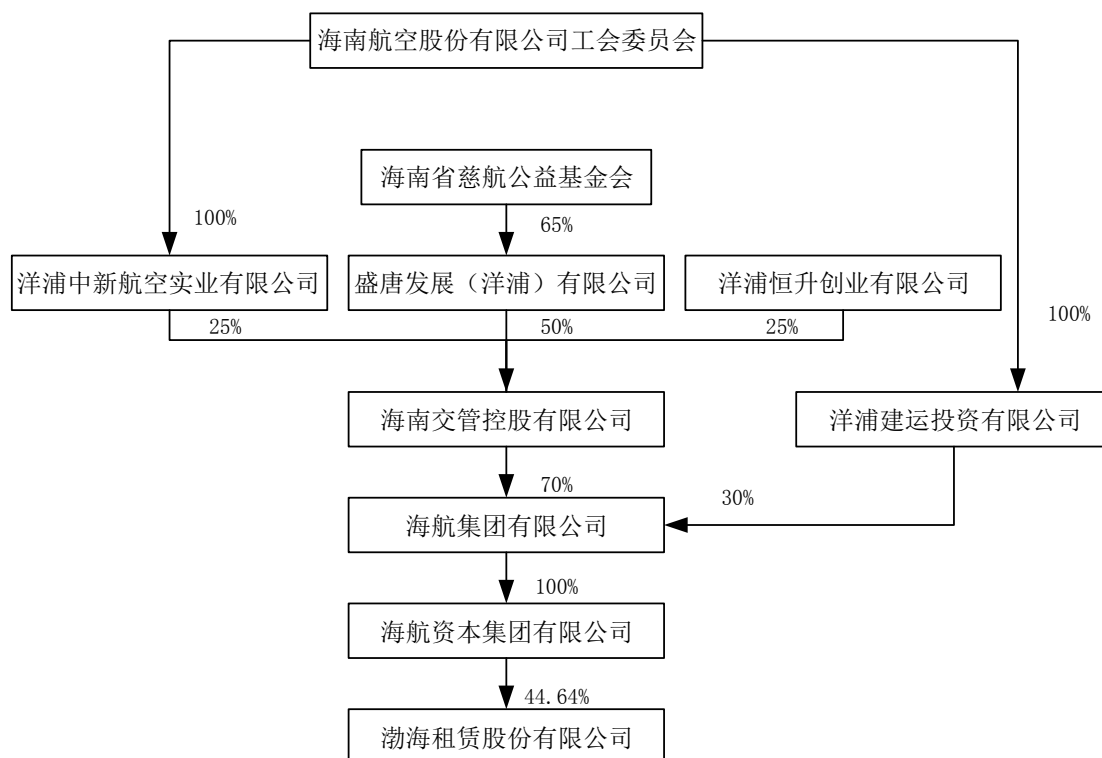 海南航空股份有限公司工会委员会
海南省慈航公益基金会
100%
65%
洋浦中新航空实业有限公司
盛唐发展（洋浦）有限公司
洋浦恒升创业有限公司
25%
50%
25%
100%
海南交管控股有限公司
洋浦建运投资有限公司
70%
30%
海航集团有限公司
100%
海航资本集团有限公司
44.64%
渤海租赁股份有限公司